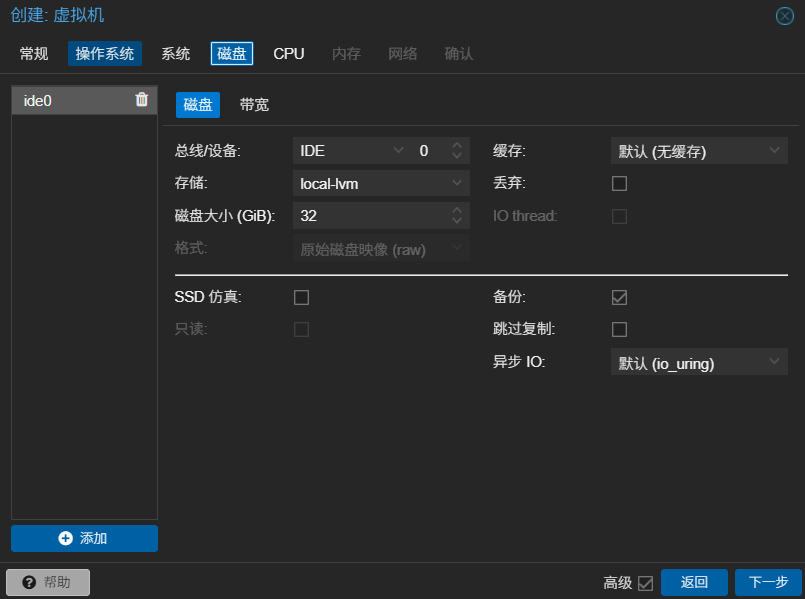 创建: 虚拟机
常规 操作系统 系统 磁盘 CPU 内存 网络 确认
ide0
磁盘 带宽
总线/设备: IDE 0 缓存: 默认 (无缓存)
存储: local-lvm 丢弃:
磁盘大小 (GiB): 32 IO thread:
格式: 原始磁盘映像 (raw)
SSD 仿真: 备份:
只读: 跳过复制:
异步 IO: 默认 (io_uring)
添加
帮助 高级 返回 下一步